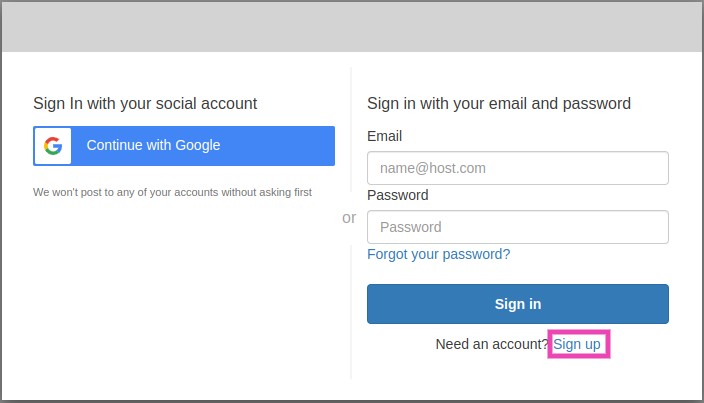 Sign In with your social account
Continue with Google
We won't post to any of your accounts without asking first
or
Sign in with your email and password
Email
name@host.com
Password
Password
Forgot your password?
Sign in
Need an account? Sign up